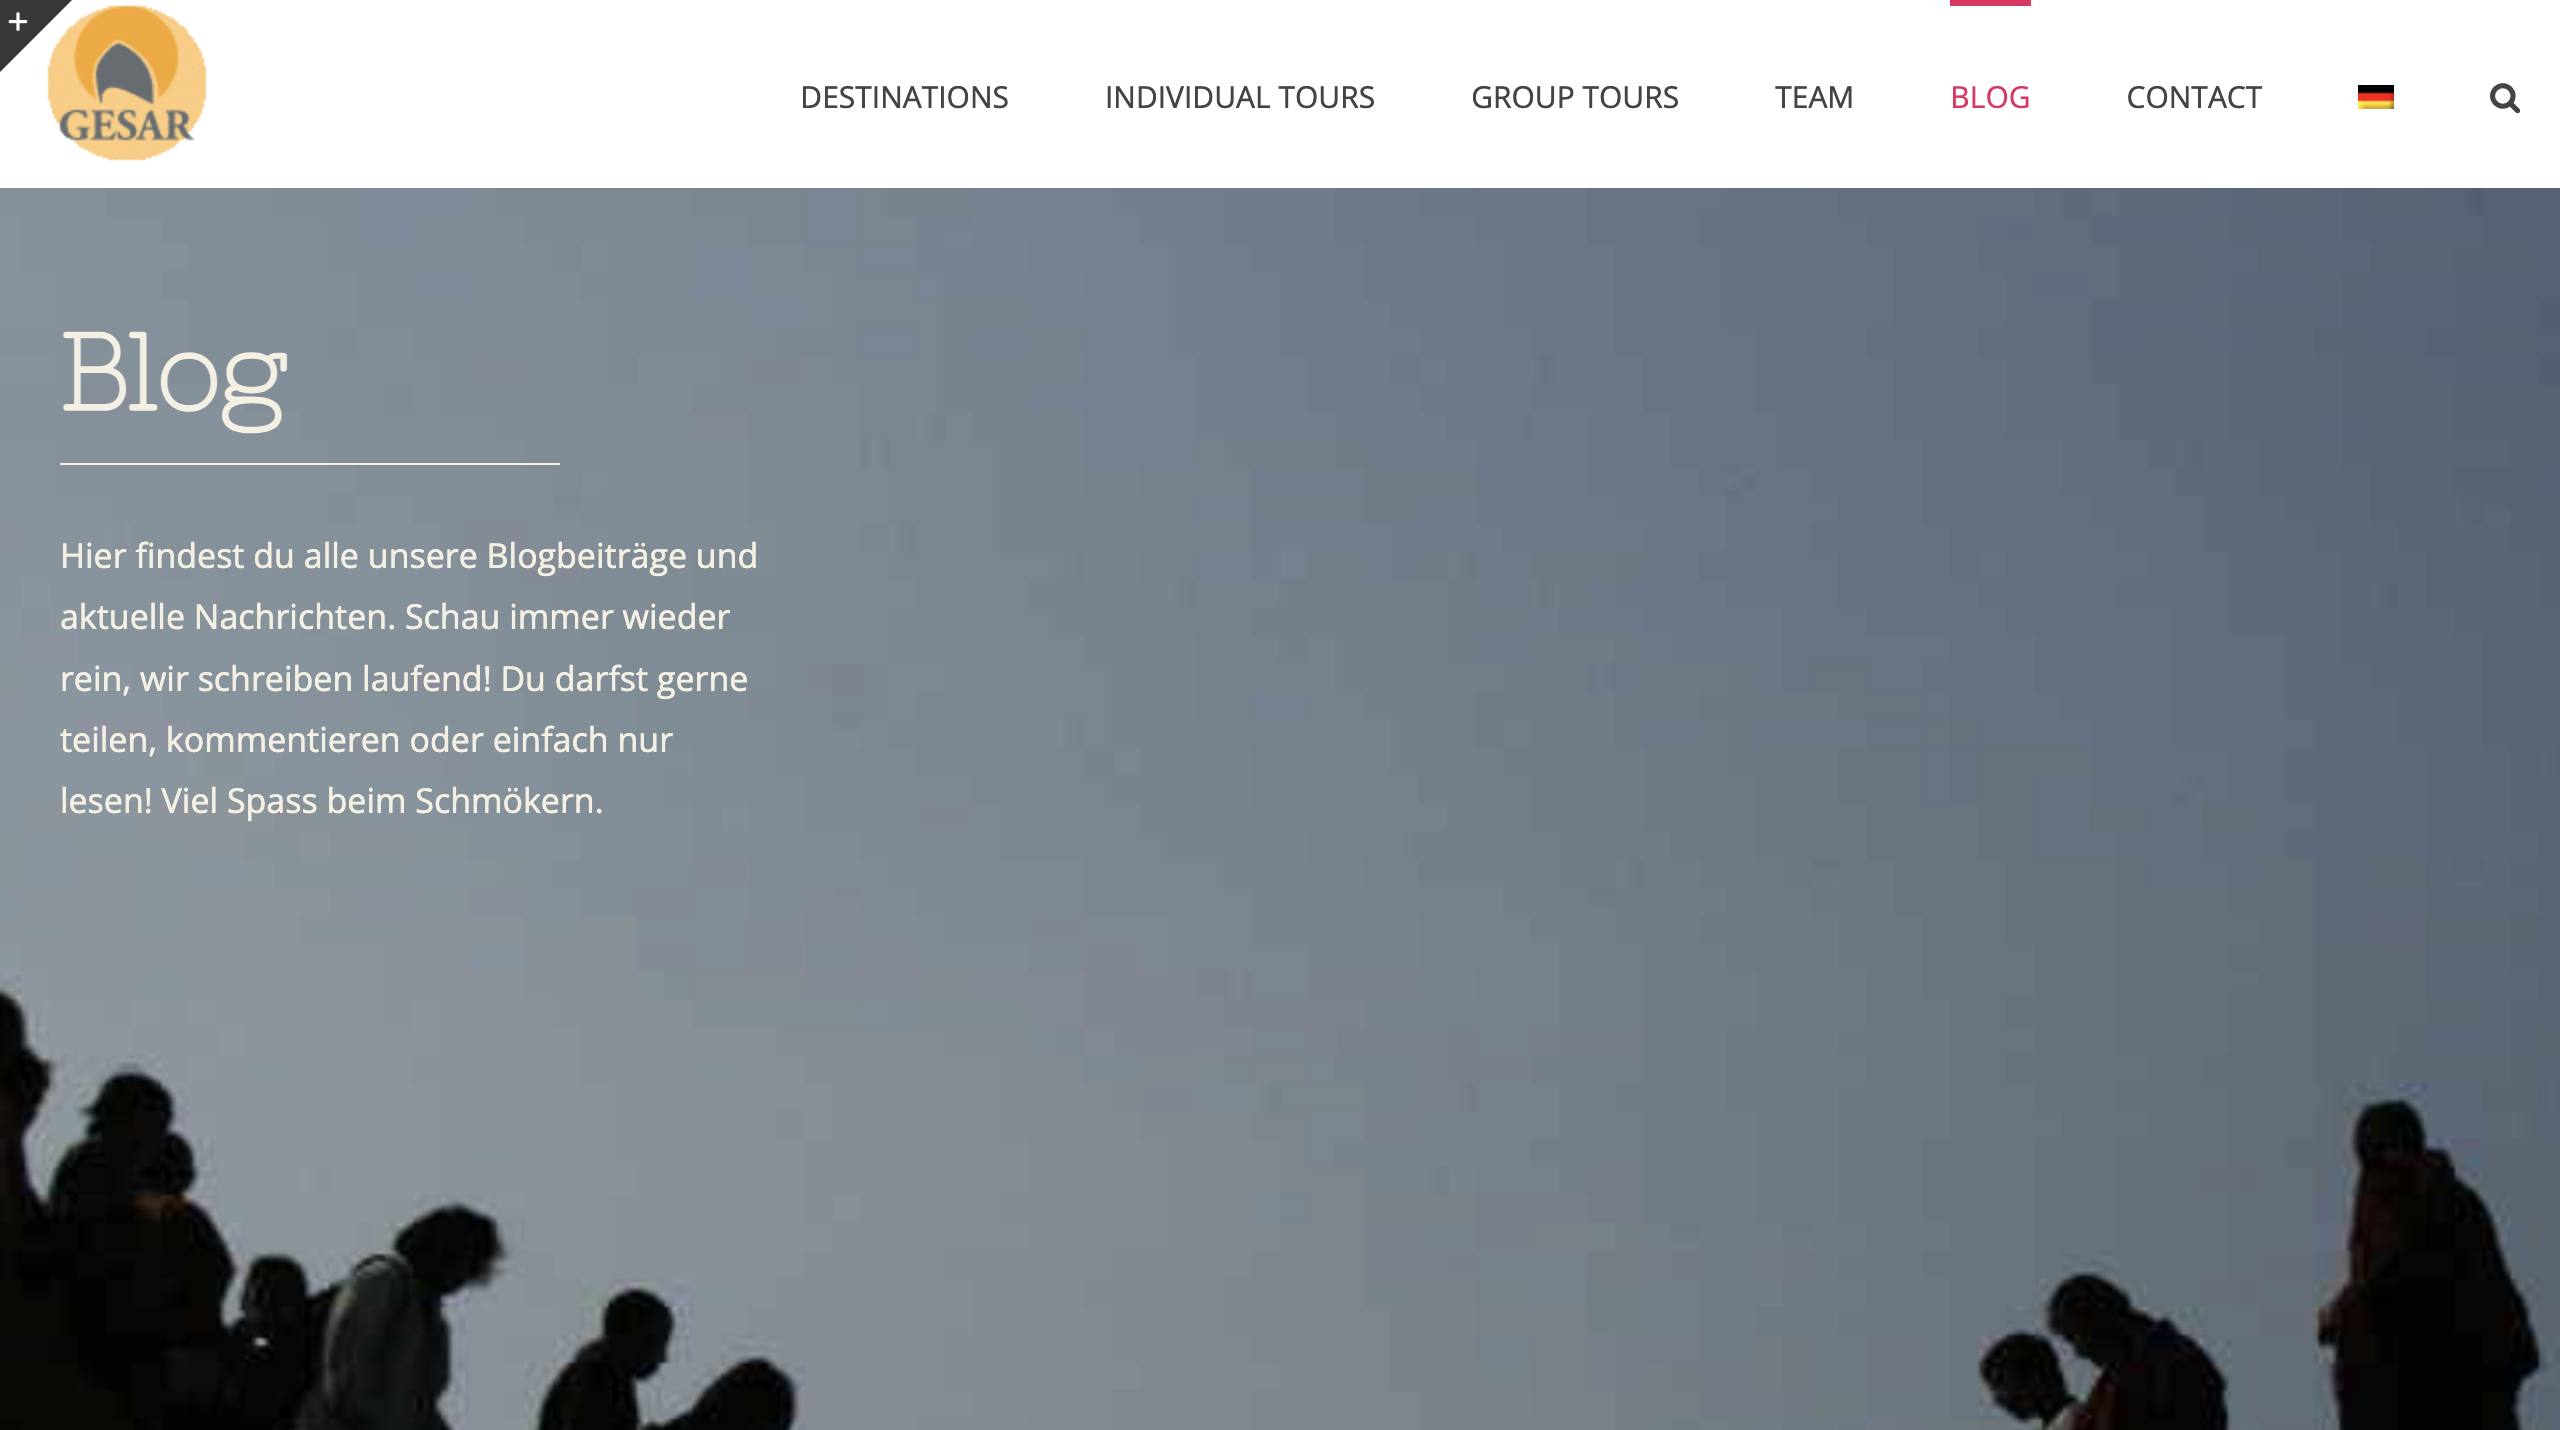 GESAR
DESTINATIONS INDIVIDUAL TOURS GROUP TOURS TEAM BLOG CONTACT
Blog
Hier findest du alle unsere Blogbeiträge und
aktuelle Nachrichten. Schau immer wieder
rein, wir schreiben laufend! Du darfst gerne
teilen, kommentieren oder einfach nur
lesen! Viel Spass beim Schmökern.